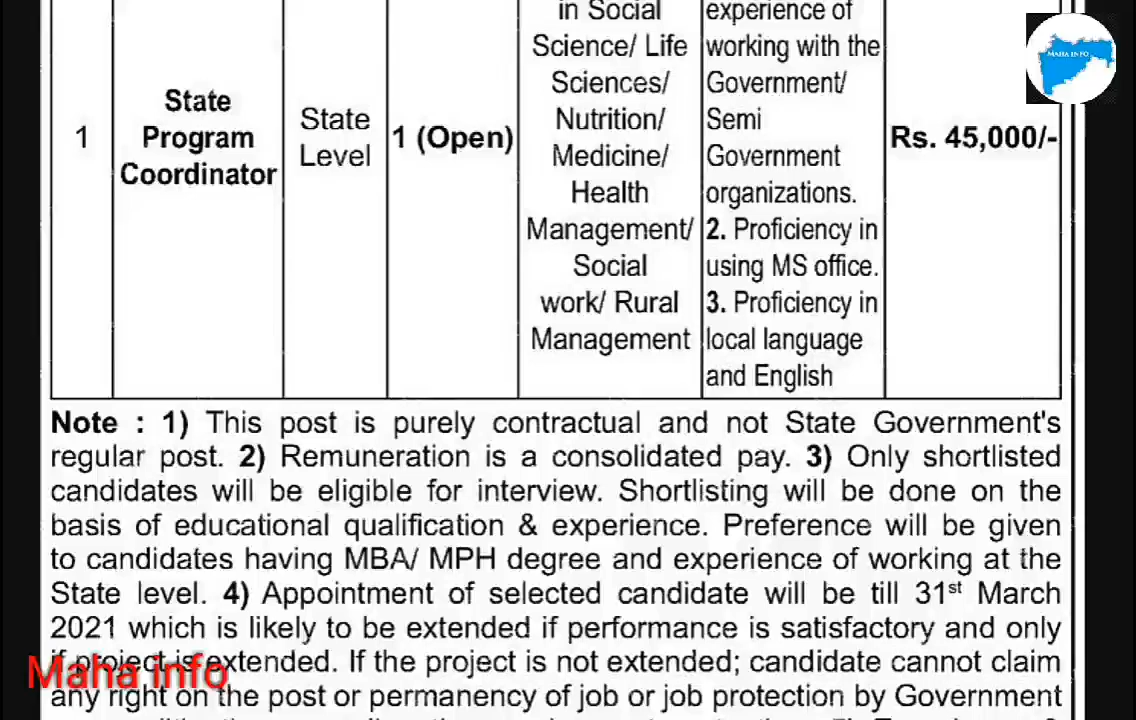 1
State
Program
Coordinator
State
Level
1 (Open)
in Social
Science/ Life
Sciences/
Nutrition/
Medicine/
Health
Management/
Social
work/ Rural
Management
experience of
working with the
Government/
Semi
Government
organizations.
2. Proficiency in
using MS office.
3. Proficiency in
local language
and English
Rs. 45,000/-
MAHA INFO
Note : 1) This post is purely contractual and not State Government's
regular post. 2) Remuneration is a consolidated pay. 3) Only shortlisted
candidates will be eligible for interview. Shortlisting will be done on the
basis of educational qualification & experience. Preference will be given
to candidates having MBA/ MPH degree and experience of working at the
State level. 4) Appointment of selected candidate will be till 31st March
2021 which is likely to be extended if performance is satisfactory and only
if project is extended. If the project is not extended; candidate cannot claim
any right on the post or permanency of job or job protection by Government
Maha info